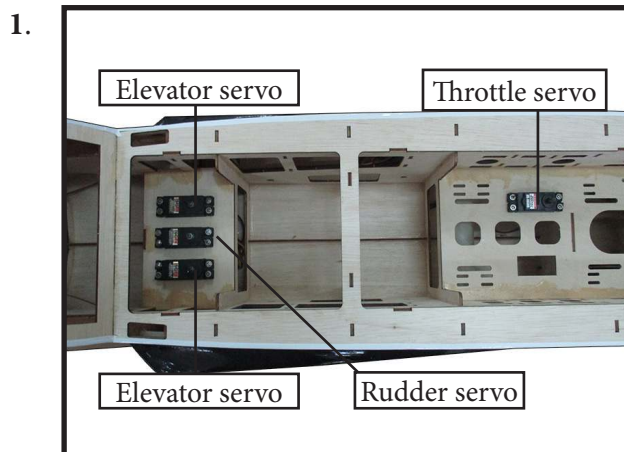 1.
Elevator servo
Throttle servo
Elevator servo
Rudder servo